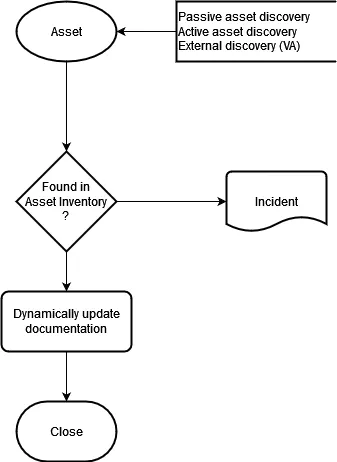 Asset
Passive asset discovery
Active asset discovery
External discovery (VA)
Found in
Asset Inventory
?
Incident
Dynamically update
documentation
Close